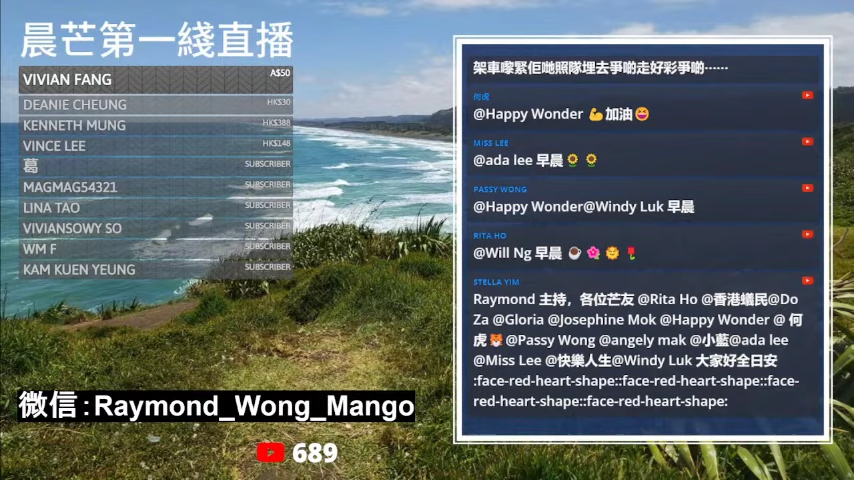 晨芒第一綫直播
VIVIAN FANG A$50
DEANIE CHEUNG HK$30
KENNETH MUNG HK$388
VINCE LEE HK$148
葛 SUBSCRIBER
MAGMAG54321 SUBSCRIBER
LINA TAO SUBSCRIBER
VIVIANSOWY SO SUBSCRIBER
WM F SUBSCRIBER
KAM KUEN YEUNG SUBSCRIBER
微信:Raymond_Wong_Mango
689
架車嚟緊佢哋照隊埋去爭啲走好彩爭啲⋯⋯
何虎
@Happy Wonder 💪加油😆
MISS LEE
@ada lee 早晨🌻🌻
PASSY WONG
@Happy Wonder@Windy Luk 早晨
RITA HO
@Will Ng 早晨 ☕🌺🌞🌷
STELLA YIM
Raymond 主持，各位芒友 @Rita Ho @香港蟻民@Do
Za @Gloria @Josephine Mok @Happy Wonder @ 何
虎🐯@Passy Wong @angely mak @小藍@ada lee
@Miss Lee @快樂人生@Windy Luk 大家好全日安
:face-red-heart-shape::face-red-heart-shape::face-
red-heart-shape::face-red-heart-shape: